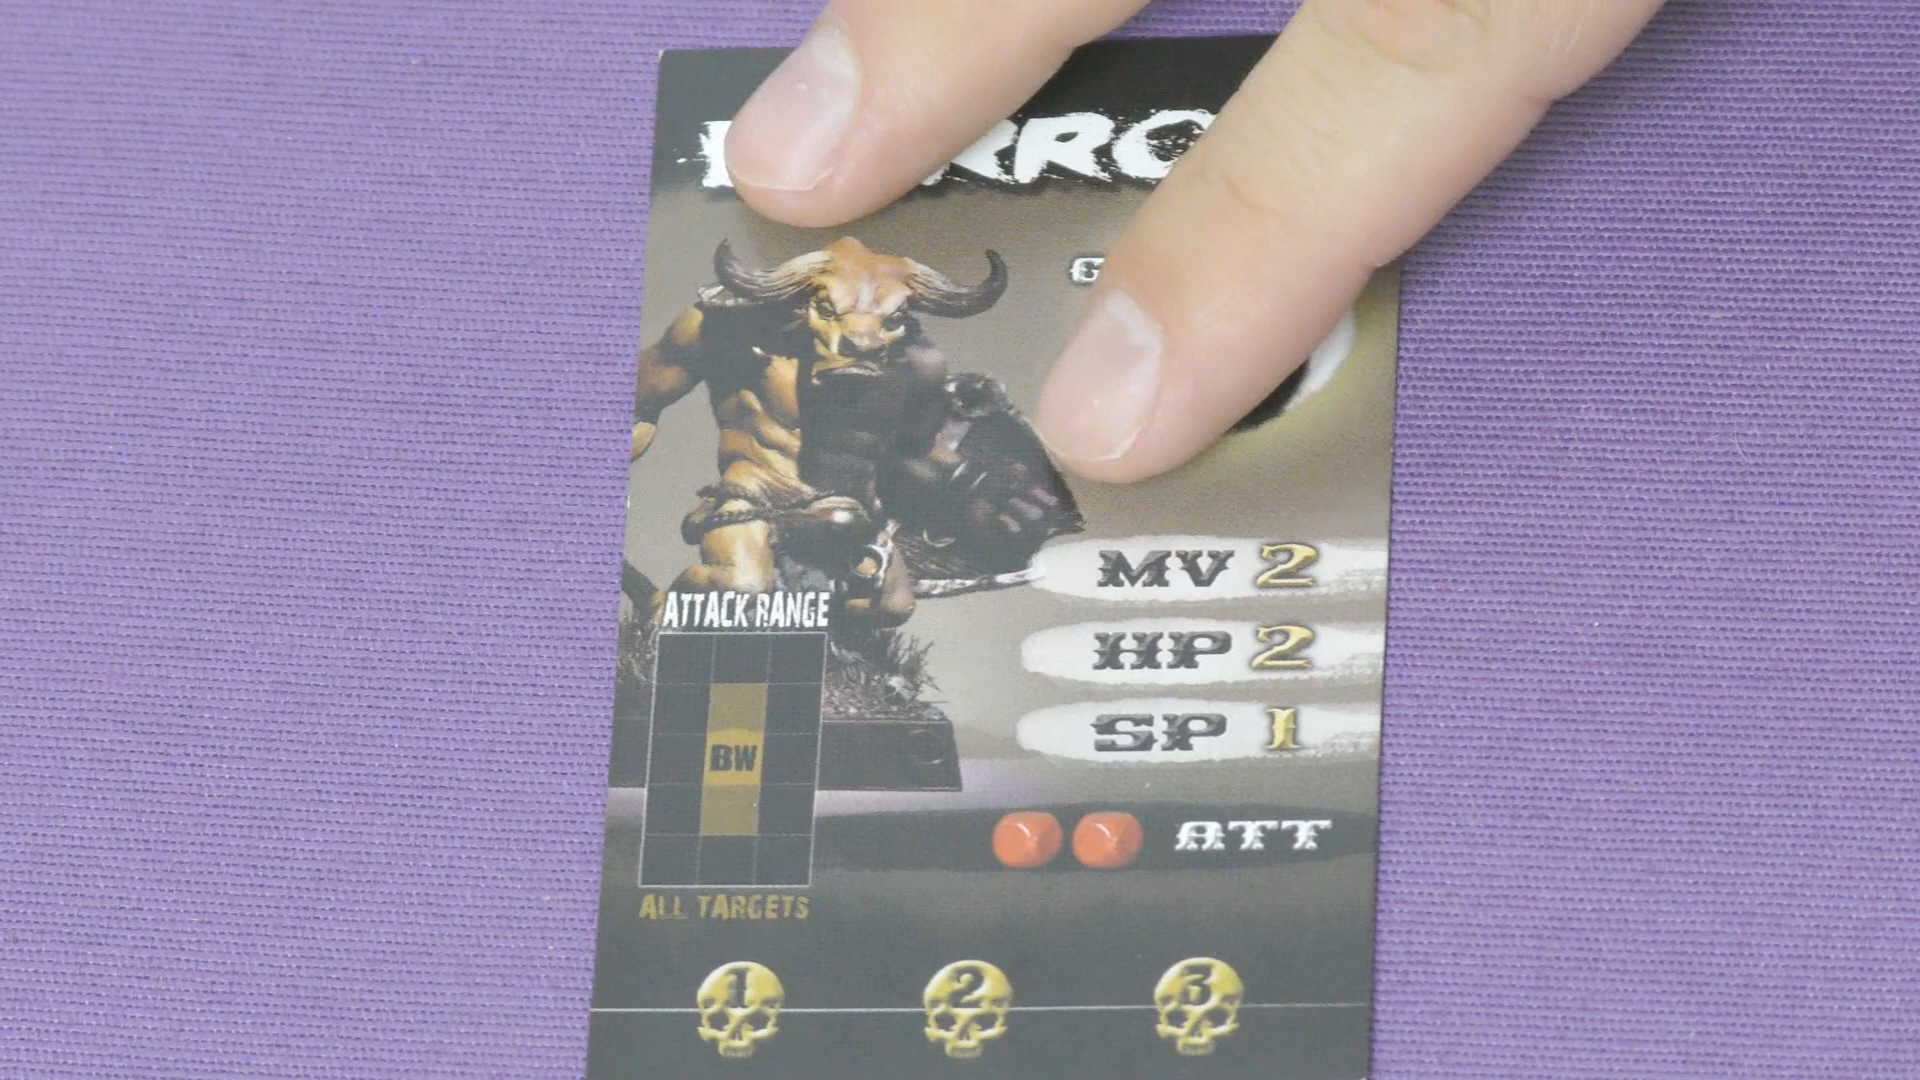 ATTACK RANGE
BW
ALL TARGETS
MV 2
HP 2
SP 1
ATT
1 2 3